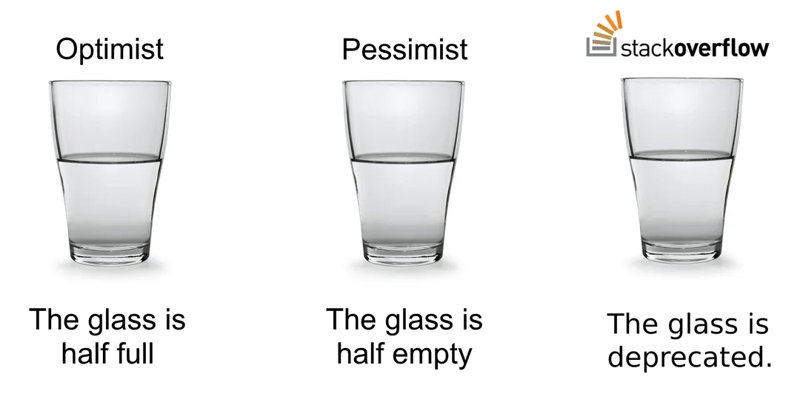 Optimist
The glass is
half full
Pessimist
The glass is
half empty
stackoverflow
The glass is
deprecated.